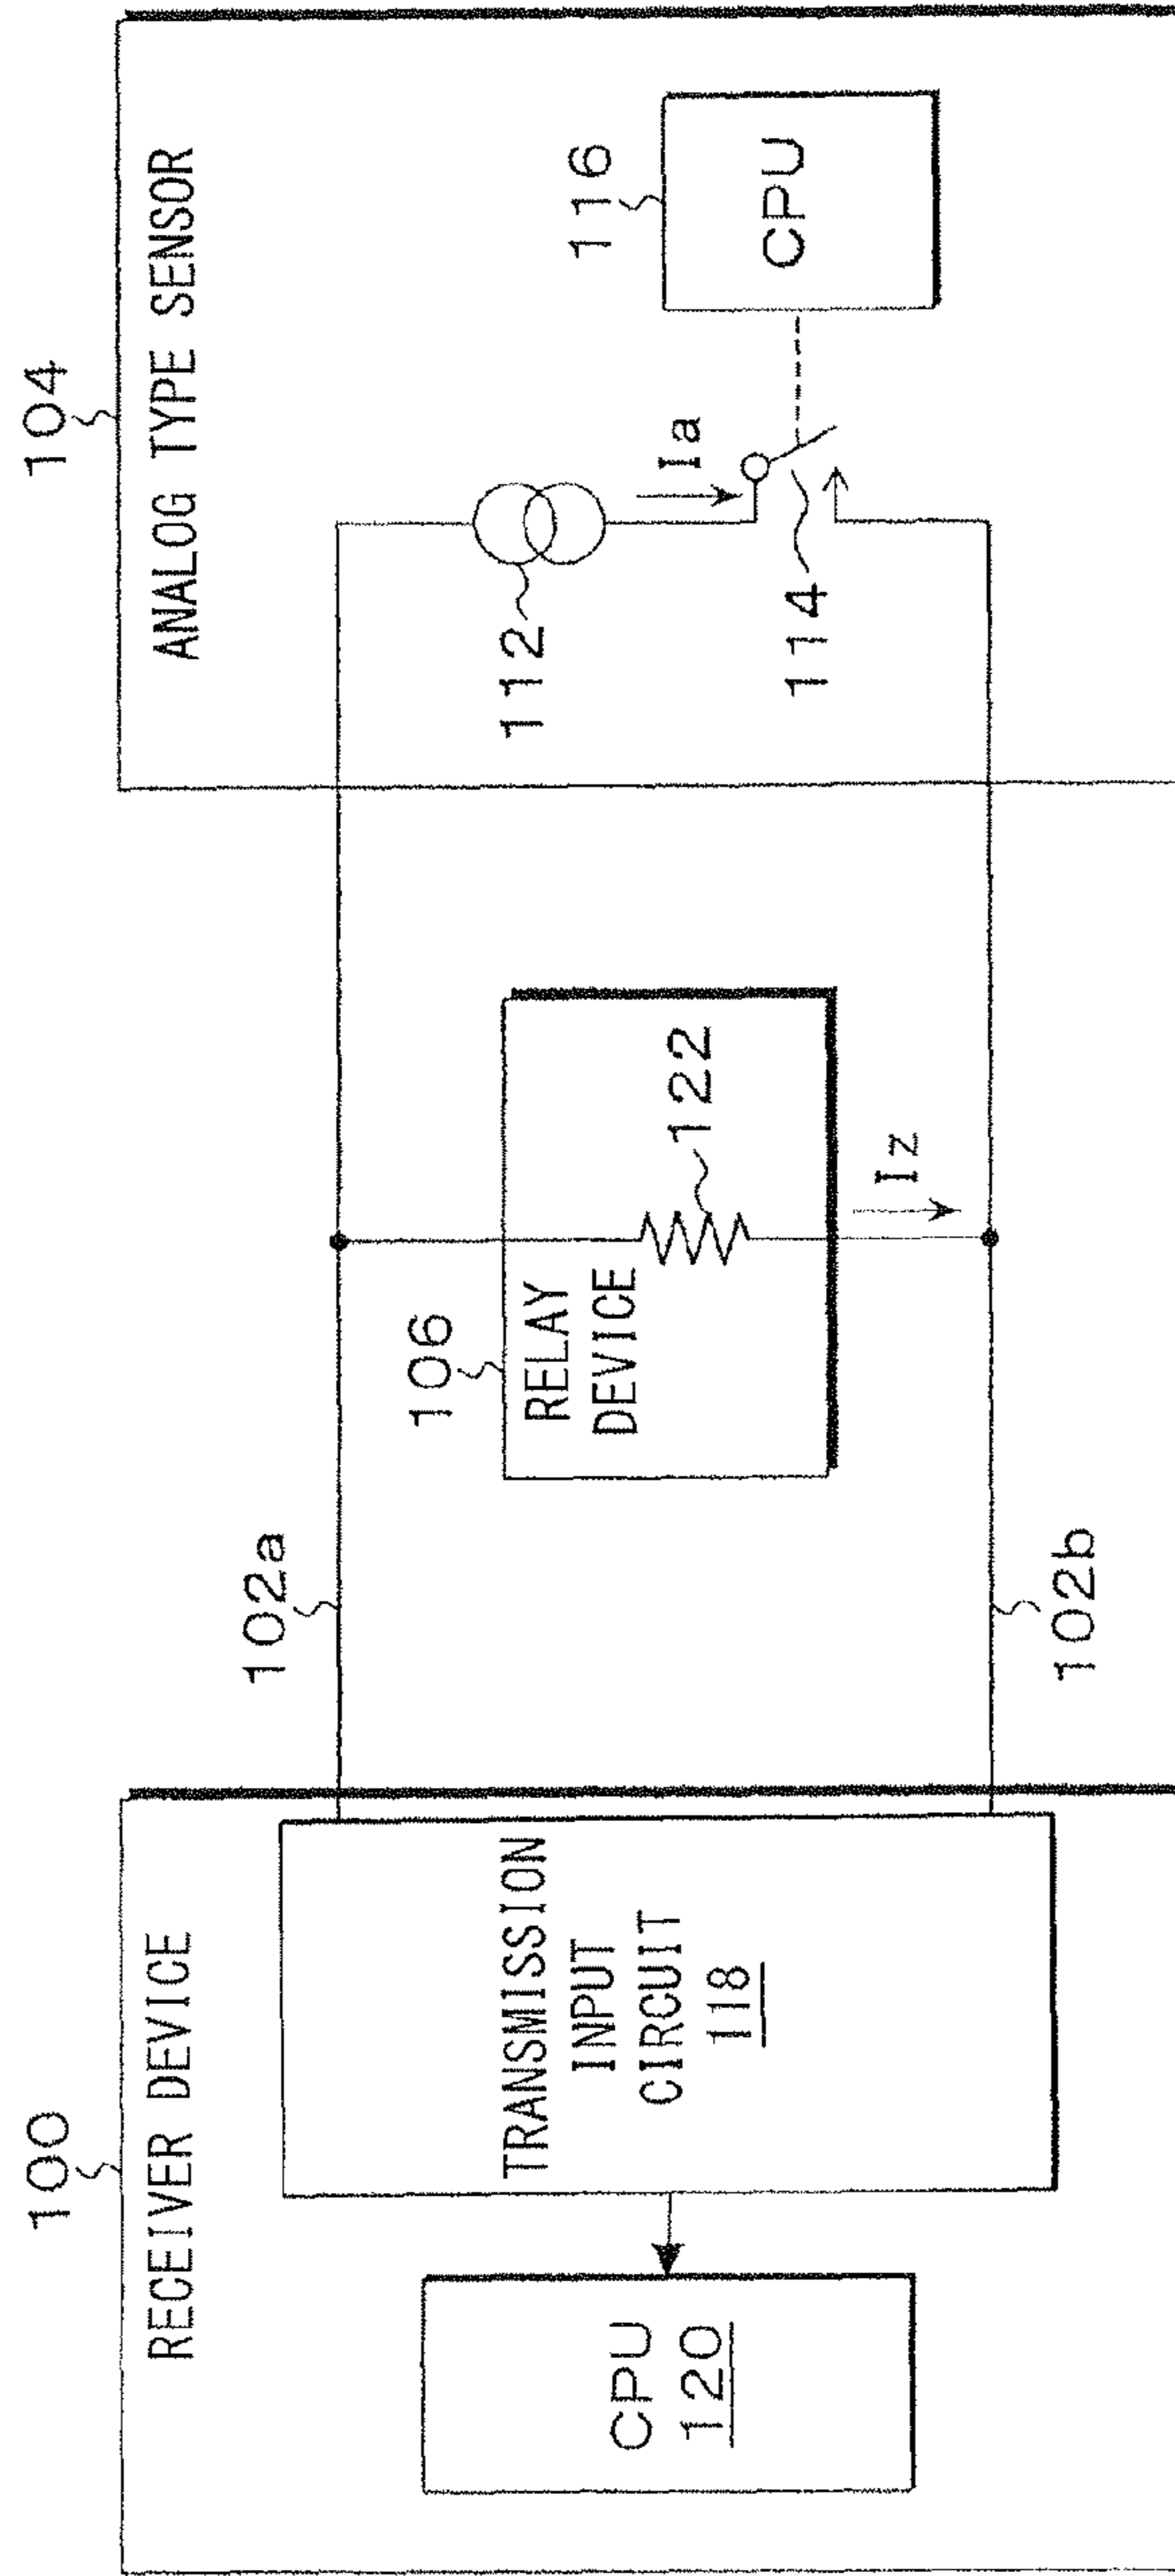 100
RECEIVER DEVICE
CPU
120
TRANSMISSION
INPUT
CIRCUIT
118
102a
102b
106
RELAY
DEVICE
122
Iz
104
ANALOG TYPE SENSOR
112
Ia
114
116
CPU